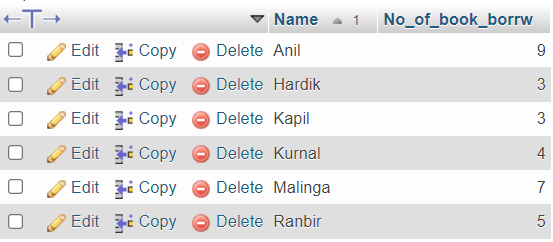 Name 1 No_of_book_borrw
Edit Copy Delete Anil 9
Edit Copy Delete Hardik 3
Edit Copy Delete Kapil 3
Edit Copy Delete Kurnal 4
Edit Copy Delete Malinga 7
Edit Copy Delete Ranbir 5